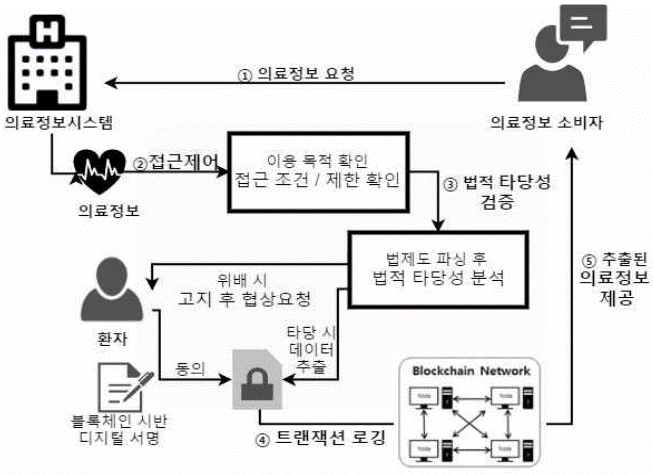 H
① 의료정보 요청
의료정보시스템
의료정보 소비자
의료정보
②접근제어
이용 목적 확인
접근 조건 / 제한 확인
③ 법적 타당성
검증
법제도 파싱 후
법적 타당성 분석
위배 시
고지 후 협상요청
환자
타당 시
데이터
추출
동의
⑤ 추출된
의료정보
제공
블록체인 시반
디지털 서명
④ 트랜잭션 로깅
Blockchain Network
Node
Node
Node
Node